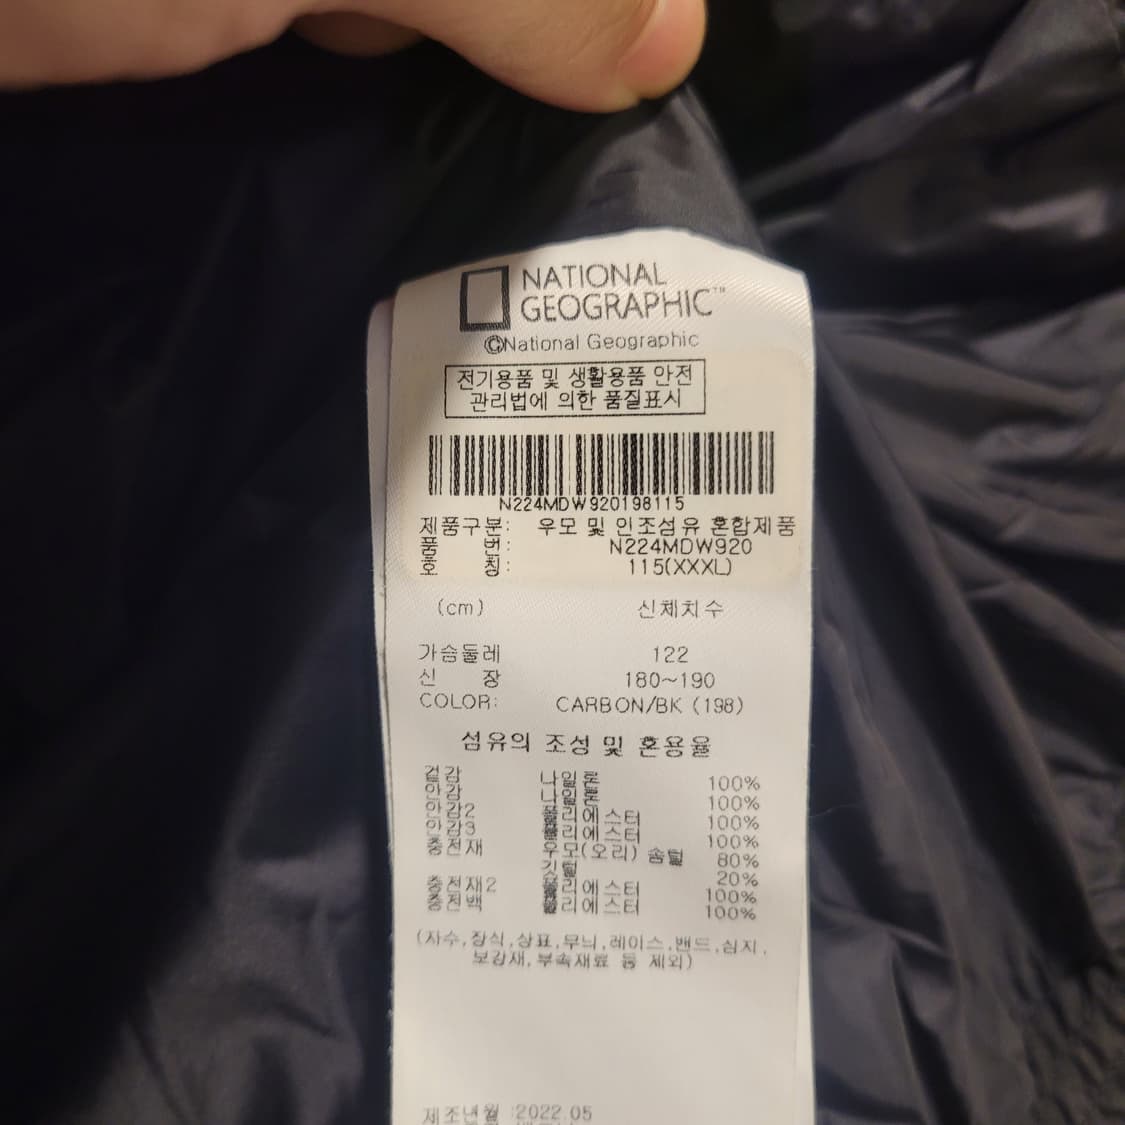 NATIONAL
GEOGRAPHIC™
©National Geographic
전기용품 및 생활용품 안전
관리법에 의한 품질표시
N224MDW920198115
제품구분: 우모 및 인조섬유 혼합제품
품 번: N224MDW920
호 칭: 115(XXXL)
(cm) 신체치수
가슴둘레 122
신 장 180~190
COLOR: CARBON/BK (198)
섬유의 조성 및 혼용율
겉감 나일론 100%
안감 나일론 100%
안감2 폴리에스터 100%
안감3 폴리에스터 100%
충전재 우모(오리) 솜털 80%
깃털 20%
충전재2 폴리에스터 100%
충전백 폴리에스터 100%
(자수,장식,상표,무늬,레이스,밴드,심지,
보강재,부속재료 등 제외)
제조년월 :2022.05